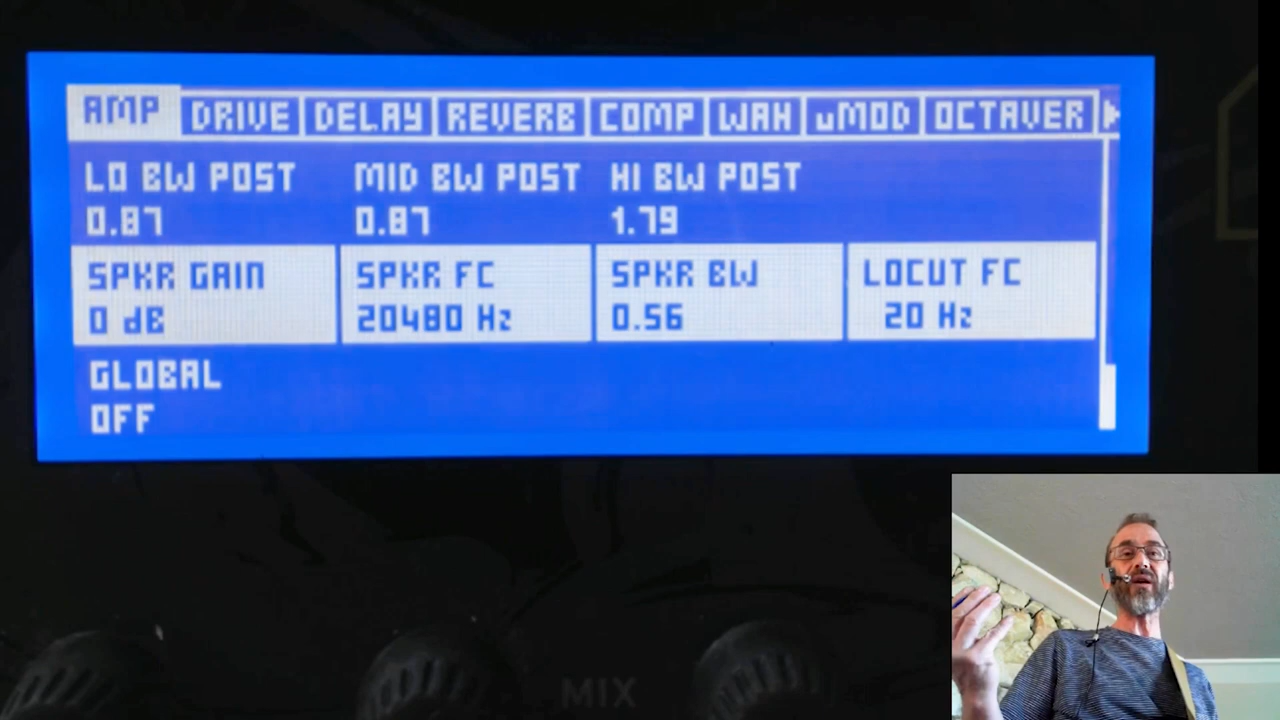 AMP DRIVE DELAY REVERB COMP WAH uMOD OCTAVER
LO BW POST MID BW POST HI BW POST
0.87 0.87 1.79
SPKR GAIN SPKR FC SPKR BW LOCUT FC
0 dB 20480 Hz 0.56 20 Hz
GLOBAL
OFF
MIX